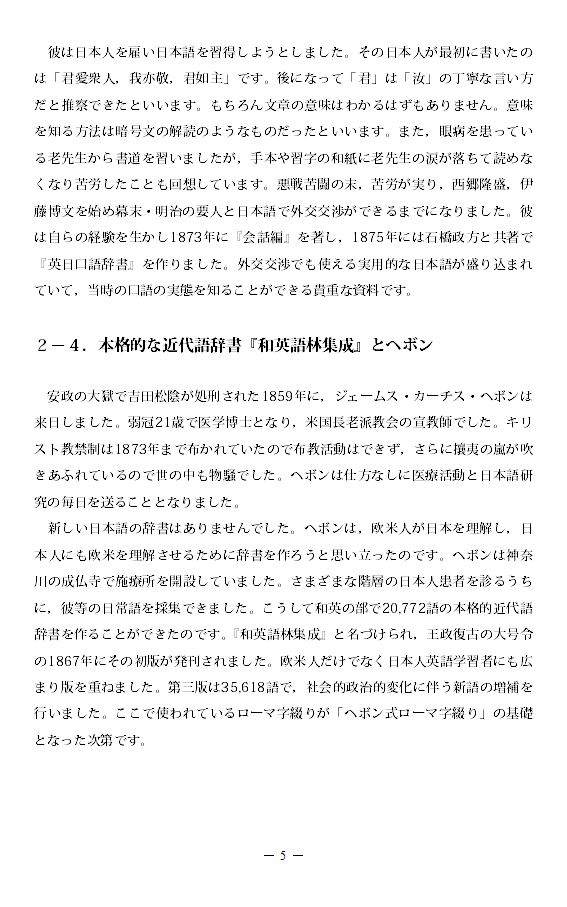 彼は日本人を雇い日本語を習得しようとしました。その日本人が最初に書いたの
は「君愛衆人，我亦敬，君如主」です。後になって「君」は「汝」の丁寧な言い方
だと推察できたといいます。もちろん文章の意味はわかるはずもありません。意味
を知る方法は暗号文の解読のようなものだったといいます。また，眼病を患ってい
る老先生から書道を習いましたが，手本や習字の和紙に老先生の涙が落ちて読めな
くなり苦労したことも回想しています。悪戦苦闘の末，苦労が実り，西郷隆盛，伊
藤博文を始め幕末・明治の要人と日本語で外交交渉ができるまでになりました。彼
は自らの経験を生かし1873年に『会話編』を著し，1875年には石橋政方と共著で
『英日口語辞書』を作りました。外交交渉でも使える実用的な日本語が盛り込まれ
ていて，当時の口語の実態を知ることができる貴重な資料です。
２－４．本格的な近代語辞書『和英語林集成』とヘボン
安政の大獄で吉田松陰が処刑された1859年に，ジェームス・カーチス・ヘボンは
来日しました。弱冠21歳で医学博士となり，米国長老派教会の宣教師でした。キリ
スト教禁制は1873年まで布かれていたので布教活動はできず，さらに攘夷の嵐が吹
きあふれているので世の中も物騒でした。ヘボンは仕方なしに医療活動と日本語研
究の毎日を送ることとなりました。
新しい日本語の辞書はありませんでした。ヘボンは，欧米人が日本を理解し，日
本人にも欧米を理解させるために辞書を作ろうと思い立ったのです。ヘボンは神奈
川の成仏寺で施療所を開設していました。さまざまな階層の日本人患者を診るうち
に，彼等の日常語を採集できました。こうして和英の部で20,772語の本格的近代語
辞書を作ることができたのです。『和英語林集成』と名づけられ，王政復古の大号令
の1867年にその初版が発刊されました。欧米人だけでなく日本人英語学習者にも広
まり版を重ねました。第三版は35,618語で，社会的政治的変化に伴う新語の増補を
行いました。ここで使われているローマ字綴りが「ヘボン式ローマ字綴り」の基礎
となった次第です。
― 5 ―